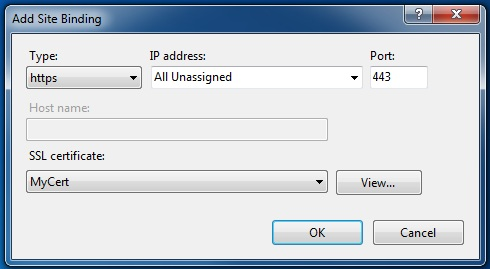 Add Site Binding
Type: IP address: Port:
https All Unassigned 443
Host name:
SSL certificate:
MyCert View...
OK Cancel